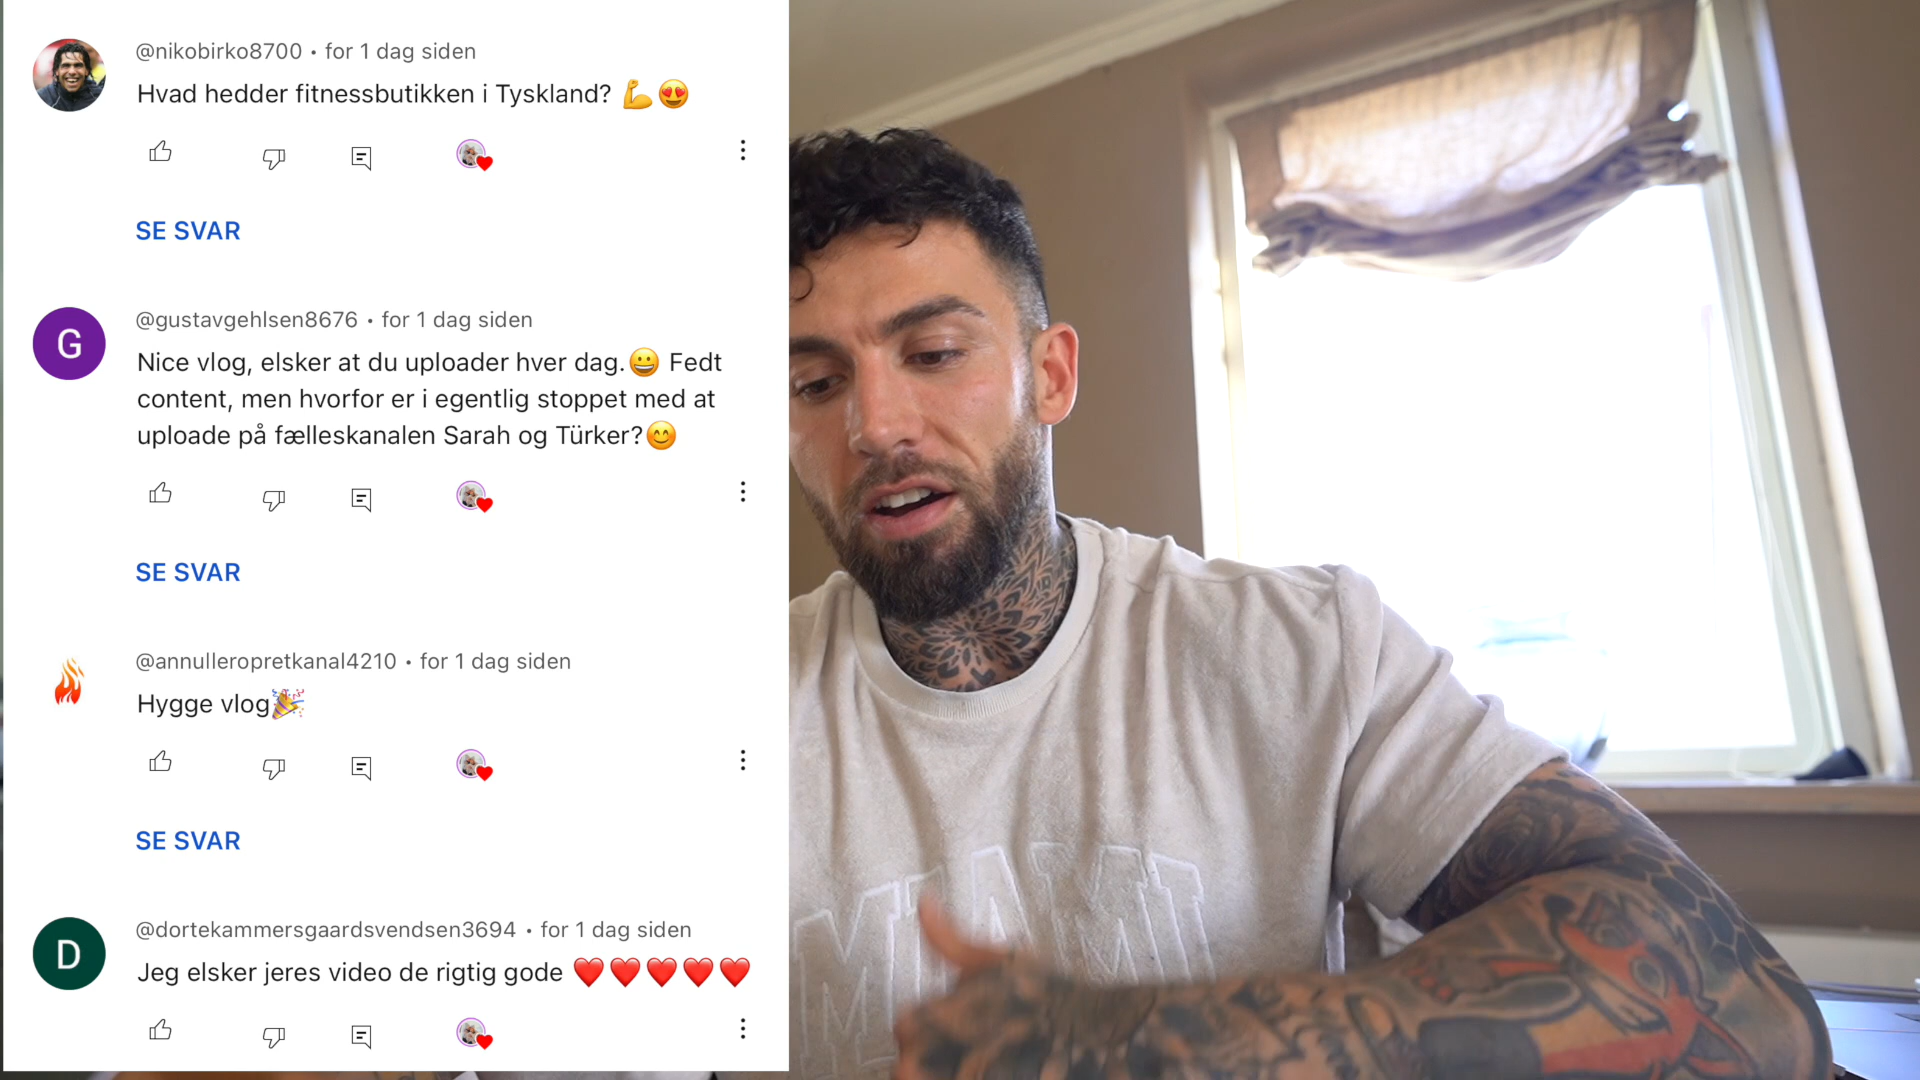 @nikobirko8700 • for 1 dag siden
Hvad hedder fitnessbutikken i Tyskland? 💪😍
SE SVAR
G
@gustavgehlsen8676 • for 1 dag siden
Nice vlog, elsker at du uploader hver dag.😀 Fedt
content, men hvorfor er i egentlig stoppet med at
uploade på fælleskanalen Sarah og Türker?😊
SE SVAR
@annulleropretkanal4210 • for 1 dag siden
Hygge vlog🎉
SE SVAR
D
@dortekammersgaardsvendsen3694 • for 1 dag siden
Jeg elsker jeres video de rigtig gode ❤️❤️❤️❤️❤️
MIAMI